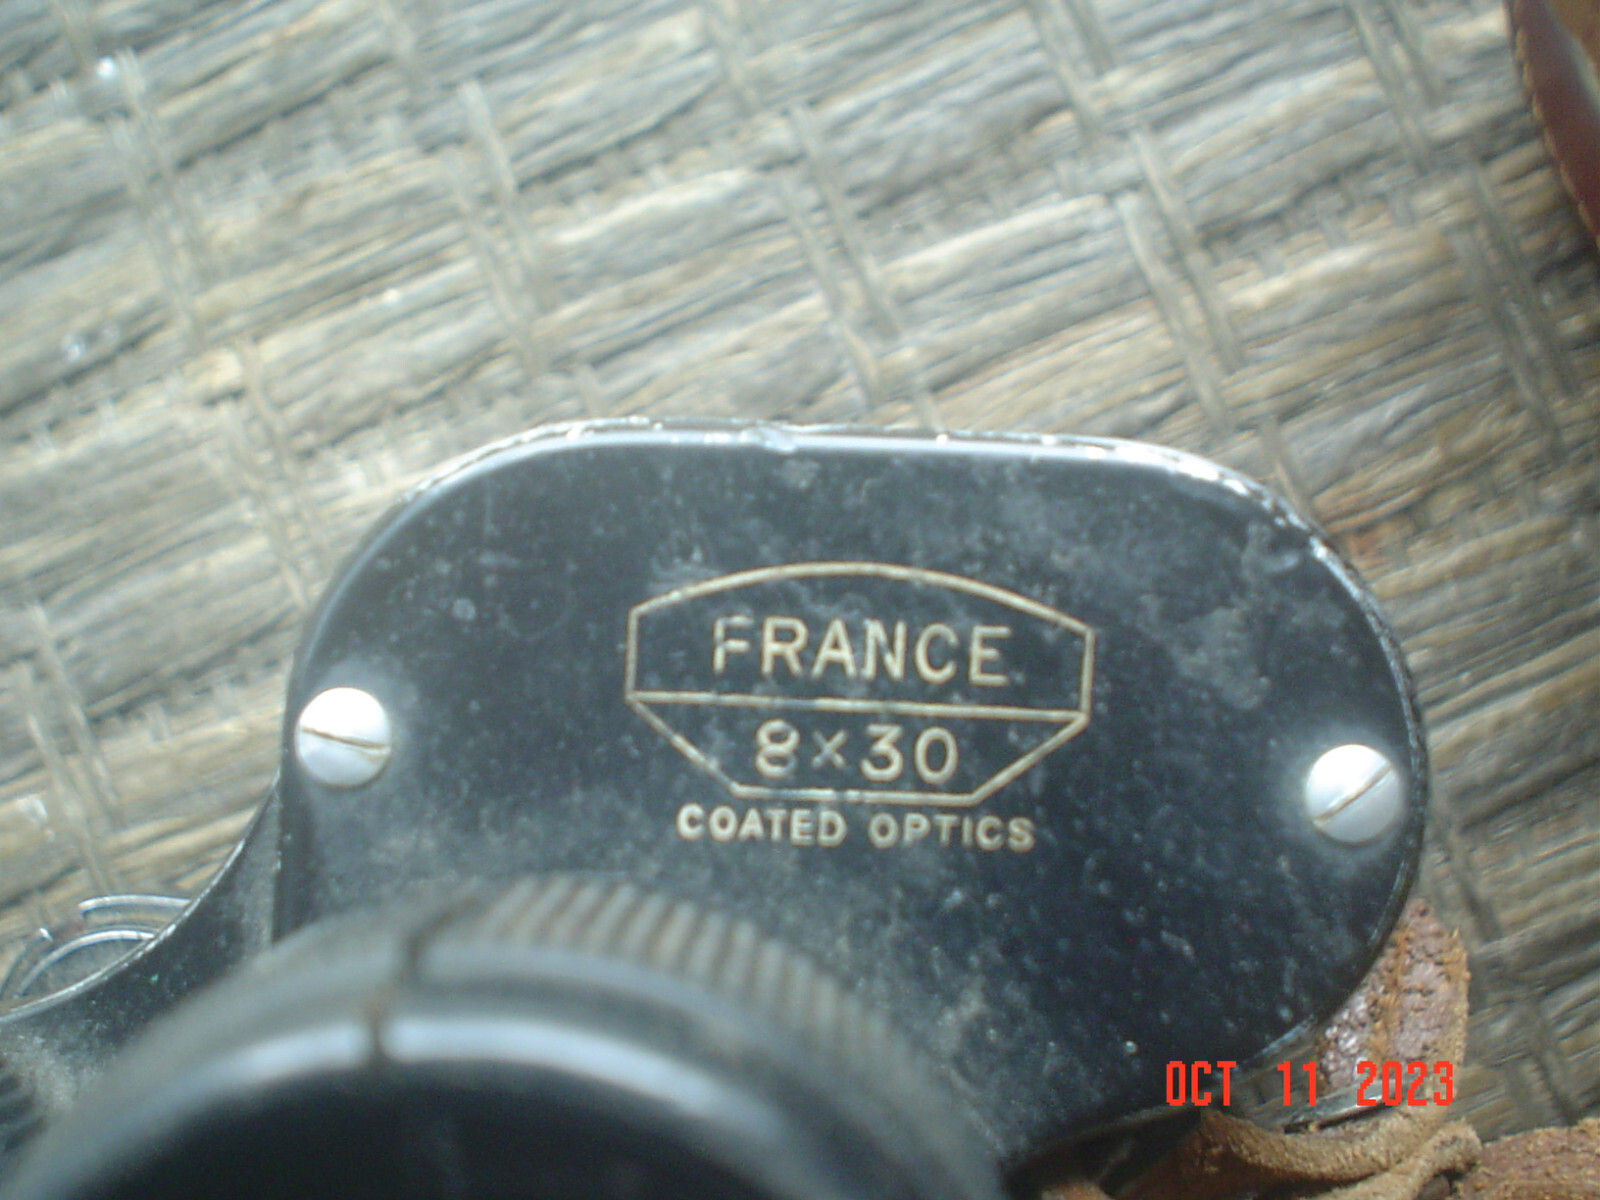 FRANCE
8×30
COATED OPTICS
OCT 11 2023